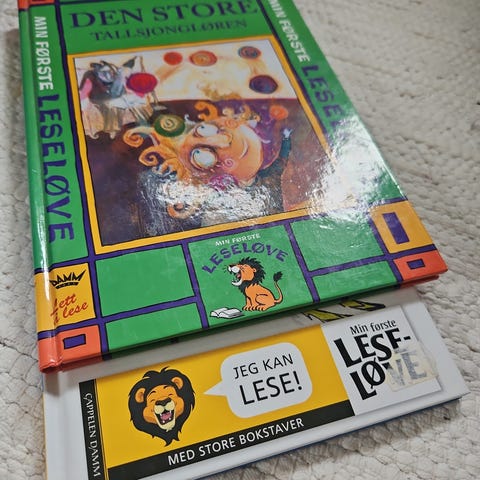 DEN STORE
TALLSJONGLØREN
MIN FØRSTE
LESELØVE
MIN FØRSTE
LESE
MIN FØRSTE
LESELØVE
DAMM
lett
å lese
JEG KAN
LESE!
Min første
LESE-
LØVE
MED STORE BOKSTAVER
CAPPELEN DAMM